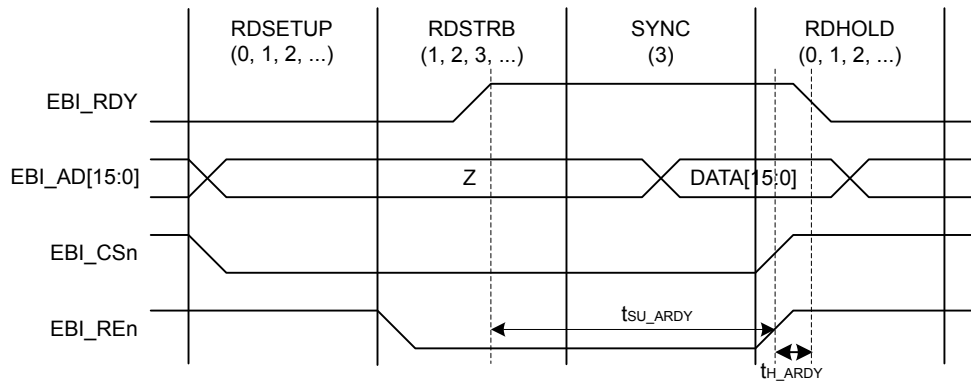 RDSETUP
(0, 1, 2, ...)
RDSTRB
(1, 2, 3, ...)
SYNC
(3)
RDHOLD
(0, 1, 2, ...)
EBI_RDY
EBI_AD[15:0]
Z
DATA[15:0]
EBI_CSn
EBI_REn
tSU_ARDY
tH_ARDY